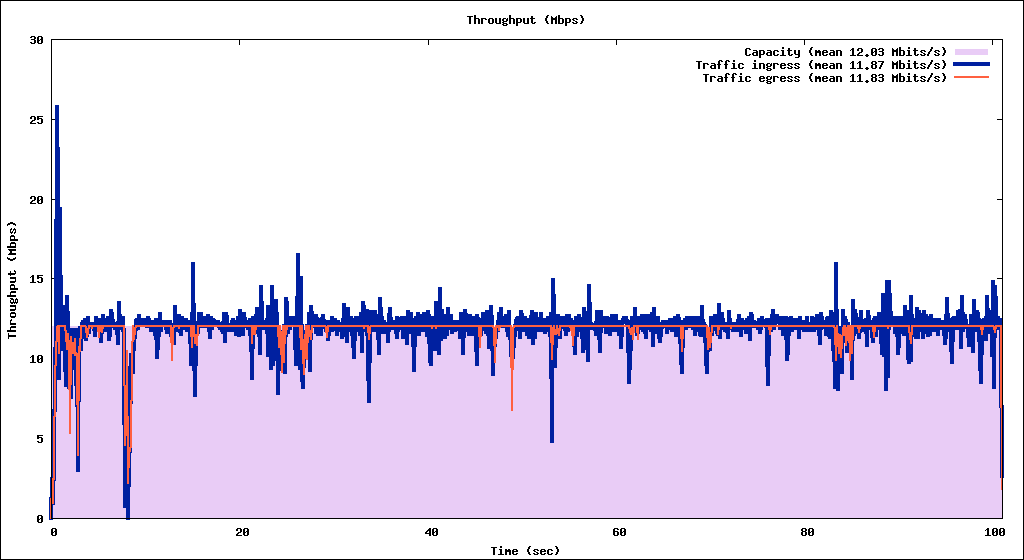 Throughput (Mbps)
Capacity (mean 12.03 Mbits/s)
Traffic ingress (mean 11.87 Mbits/s)
Traffic egress (mean 11.83 Mbits/s)
Throughput (Mbps)
30
25
20
15
10
5
0
0 20 40 60 80 100
Time (sec)